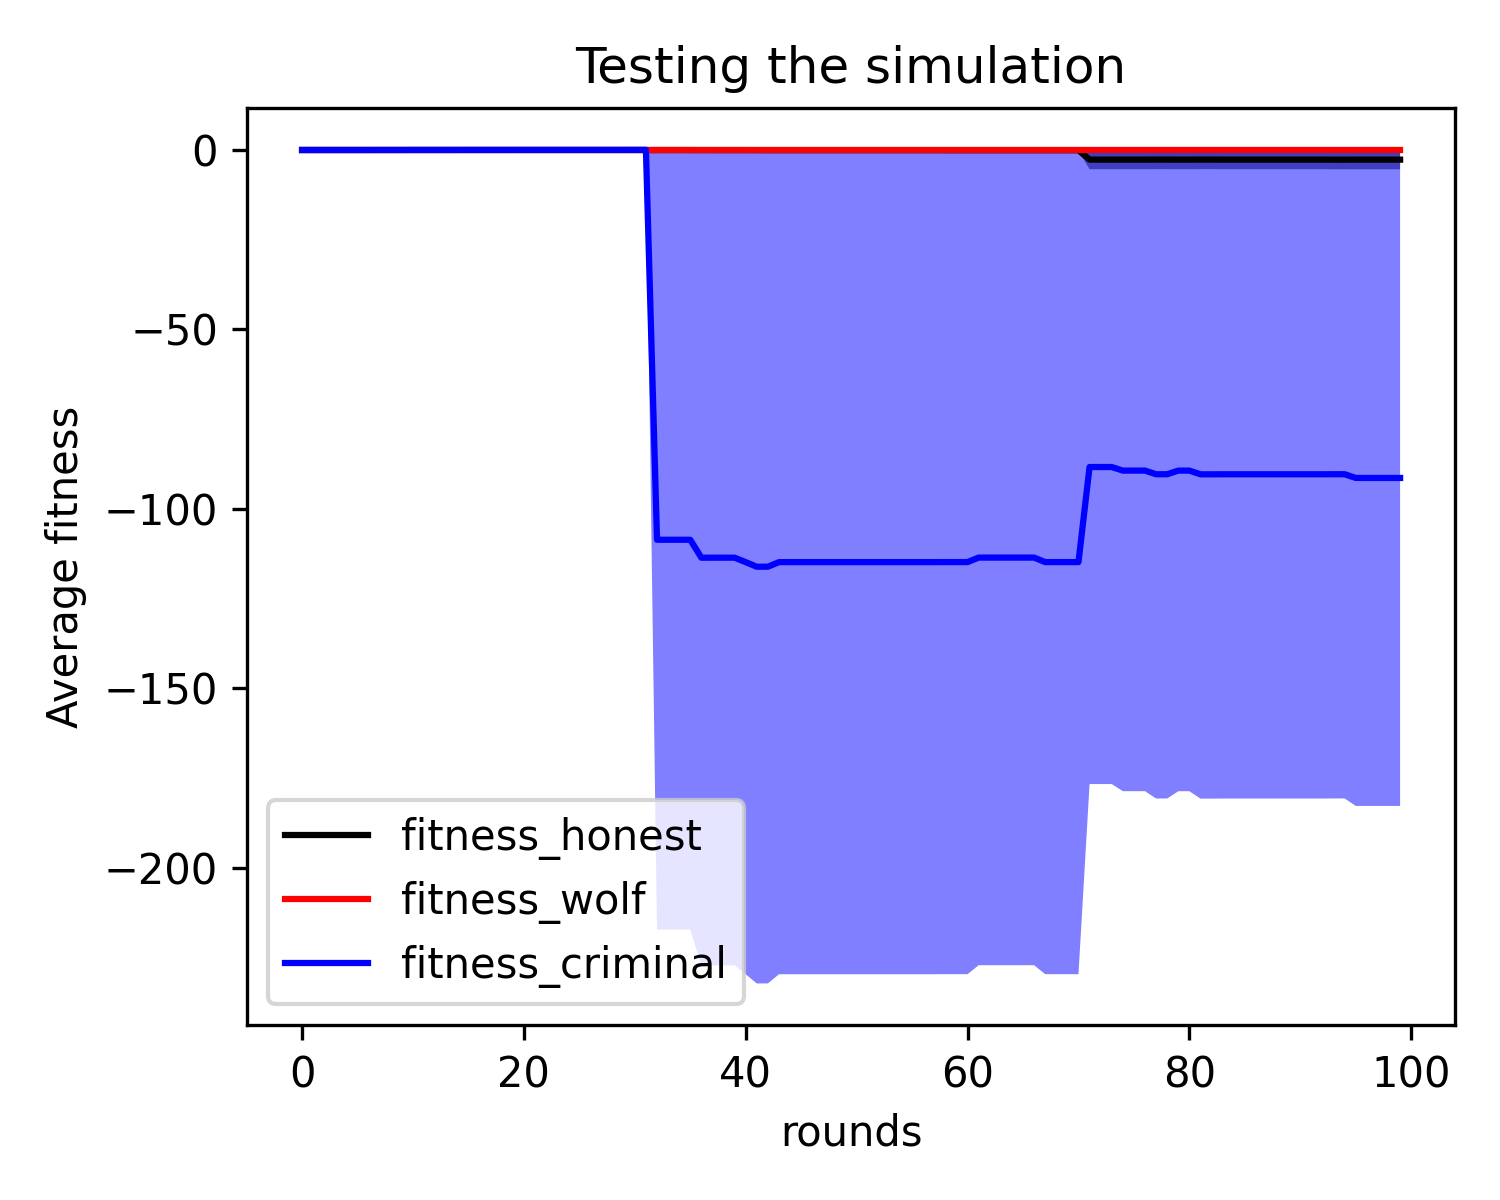 Testing the simulation
0
−50
−100
−150
−200
Average fitness
fitness_honest
fitness_wolf
fitness_criminal
0 20 40 60 80 100
rounds